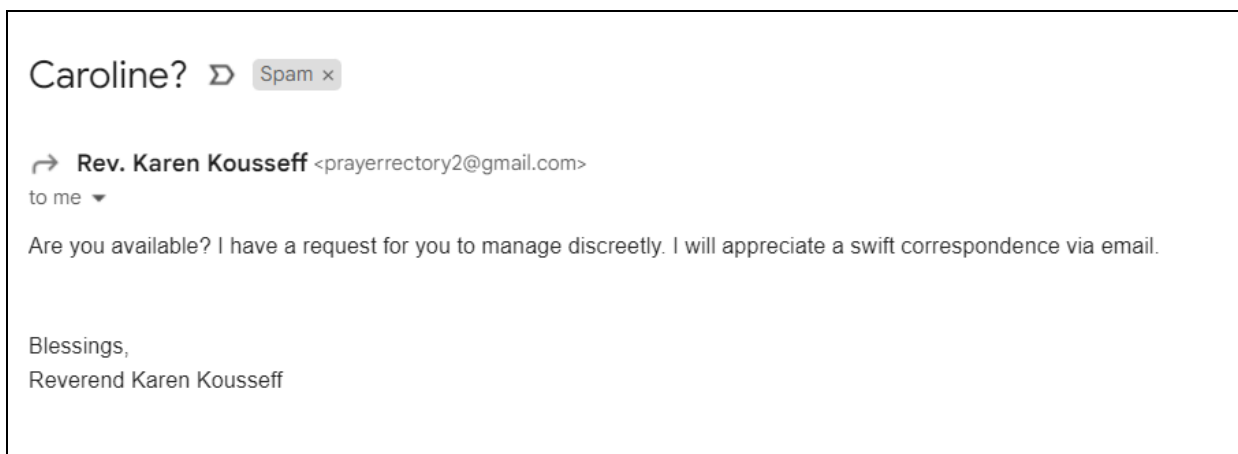 Caroline? Spam ×
Rev. Karen Kousseff <prayerrectory2@gmail.com>
to me
Are you available? I have a request for you to manage discreetly. I will appreciate a swift correspondence via email.
Blessings,
Reverend Karen Kousseff